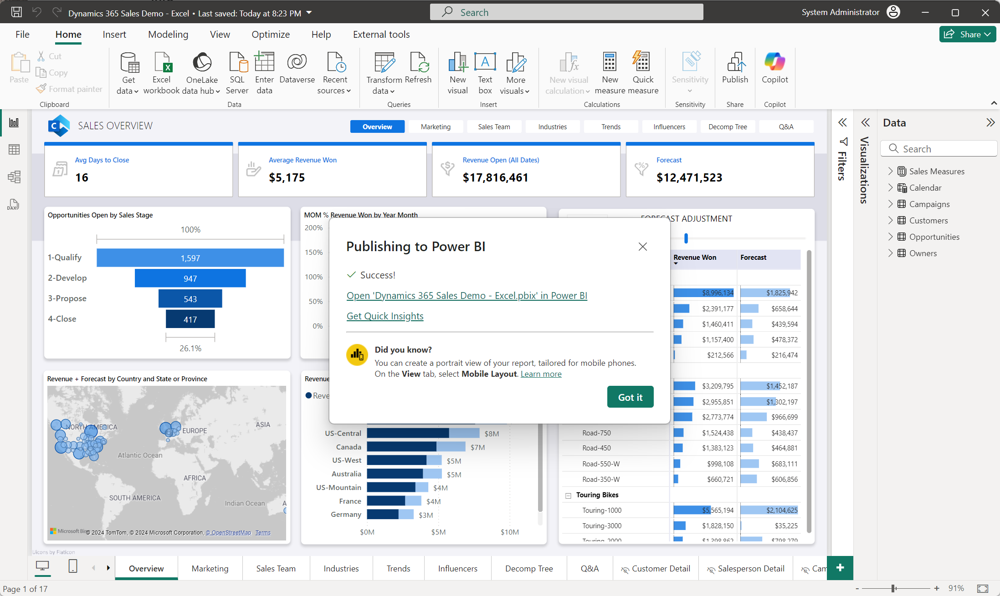 Dynamics 365 Sales Demo - Excel • Last saved: Today at 8:23 PM
Search
System Administrator
File
Home
Insert
Modeling
View
Optimize
Help
External tools
Share
Paste
Cut
Copy
Format painter
Clipboard
Get data
Excel workbook
OneLake data hub
SQL Server
Enter data
Dataverse
Recent sources
Data
Transform data
Refresh
Queries
New visual
Text box
More visuals
Insert
New visual calculation
New measure
Quick measure
Calculations
Sensitivity
Sensitivity
Publish
Share
Copilot
Copilot
SALES OVERVIEW
Overview
Marketing
Sales Team
Industries
Trends
Influencers
Decomp Tree
Q&A
Avg Days to Close
16
Average Revenue Won
$5,175
Revenue Open (All Dates)
$17,816,461
Forecast
$12,471,523
Opportunities Open by Sales Stage
100%
1-Qualify 1,597
2-Develop 947
3-Propose 543
4-Close 417
26.1%
MOM % Revenue Won by Year Month
200%
150%
100%
50%
0%
FORECAST ADJUSTMENT
Revenue Won Forecast
$8,996,134 $1,825,942
$2,391,177 $658,644
$1,460,411 $439,594
$1,157,400 $478,372
$212,566 $216,474
$3,209,795 $1,452,187
$2,955,851 $1,302,197
$2,773,774 $966,699
Road-750 $1,524,438 $438,437
Road-450 $1,383,123 $464,881
Road-550-W $998,108 $683,111
Road-350-W $660,721 $606,856
Touring Bikes
Touring-1000 $5,565,194 $2,104,625
Touring-3000 $1,828,150 $35,225
Touring-2000 $1,398,862 $798,279
Publishing to Power BI
Success!
Open 'Dynamics 365 Sales Demo - Excel.pbix' in Power BI
Get Quick Insights
Did you know?
You can create a portrait view of your report, tailored for mobile phones.
On the View tab, select Mobile Layout. Learn more
Got it
Revenue + Forecast by Country and State or Province
NORTH AMERICA
EUROPE
ASIA
Atlantic Ocean
AFRICA
SOUTH AMERICA
Indian Ocean
A
Microsoft Bin
© 2024 TomTom, © 2024 Microsoft Corporation, © OpenStreetMap Terms
Uicons by Flaticon
Revenue
Reve
US-Central $8M
Canada $7M
US-West $5M
Australia $5M
US-Mountain $4M
France $4M
Germany $3M
$0M $5M $10M
Filters
Visualizations
Data
Search
Sales Measures
Calendar
Campaigns
Customers
Opportunities
Owners
DAX
Overview
Marketing
Sales Team
Industries
Trends
Influencers
Decomp Tree
Q&A
Customer Detail
Salesperson Detail
Cam
Page 1 of 17
91%